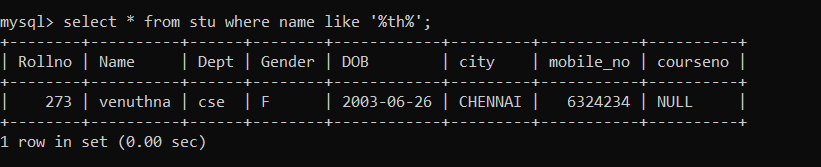 mysql> select * from stu where name like '%th%';
+--------+----------+------+--------+------------+---------+-----------+----------+
| Rollno | Name     | Dept | Gender | DOB        | city    | mobile_no | courseno |
+--------+----------+------+--------+------------+---------+-----------+----------+
|    273 | venuthna | cse  | F      | 2003-06-26 | CHENNAI |   6324234 | NULL     |
+--------+----------+------+--------+------------+---------+-----------+----------+
1 row in set (0.00 sec)